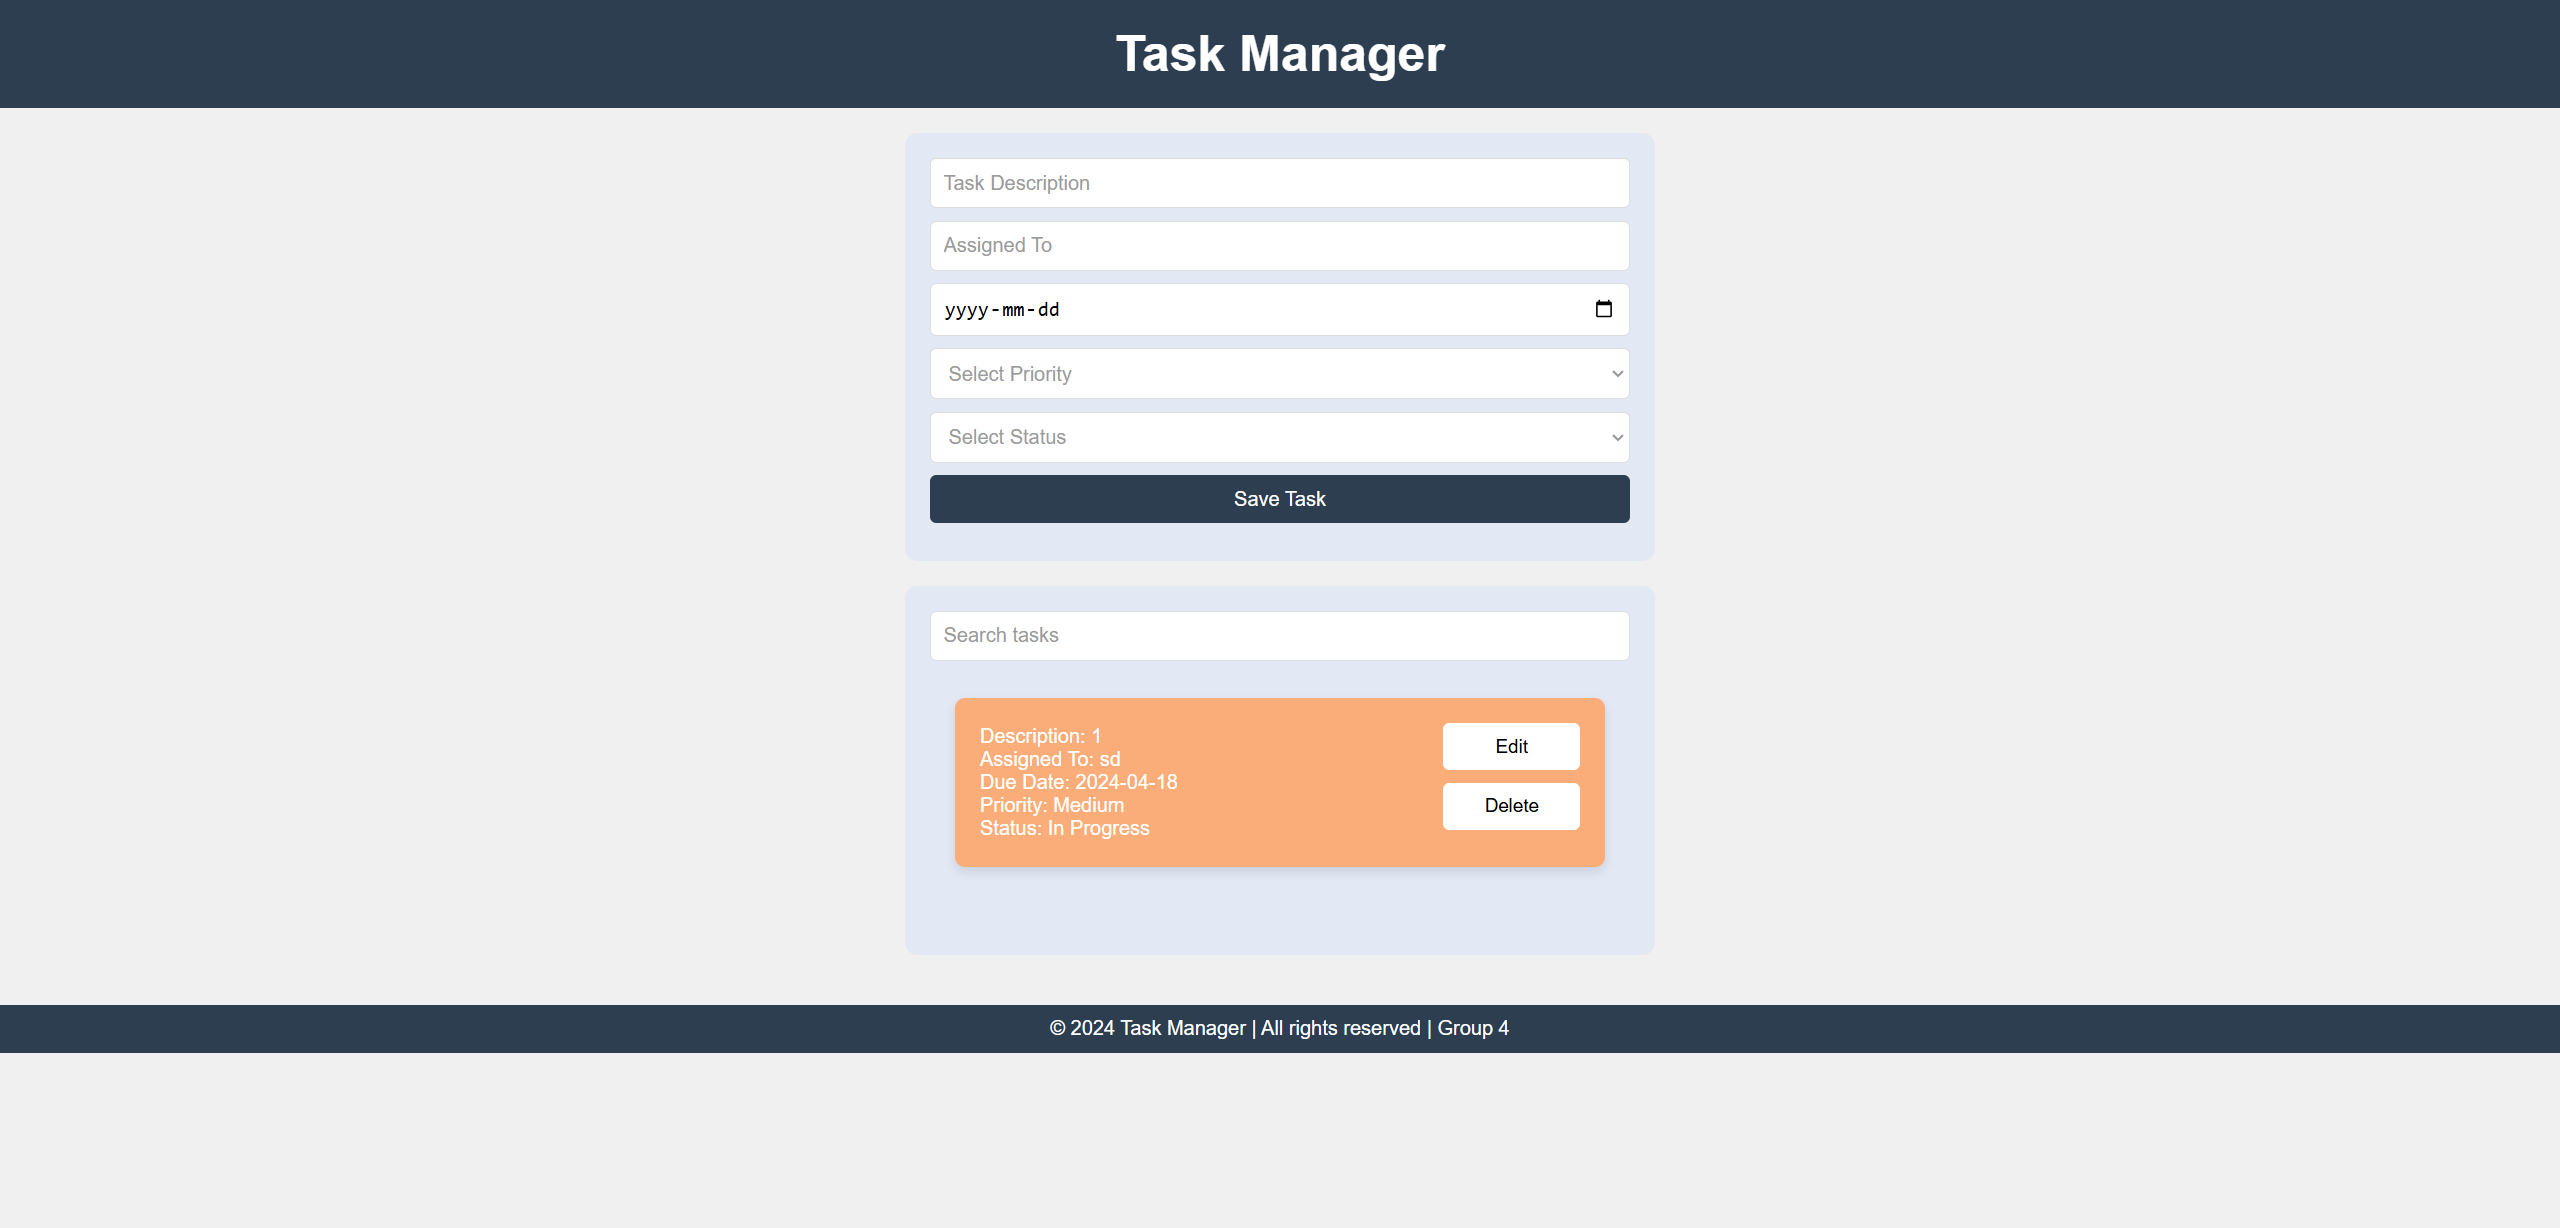 Task Manager
Task Description
Assigned To
yyyy-mm-dd
Select Priority
Select Status
Save Task
Search tasks
Description: 1
Assigned To: sd
Due Date: 2024-04-18
Priority: Medium
Status: In Progress
Edit
Delete
© 2024 Task Manager | All rights reserved | Group 4